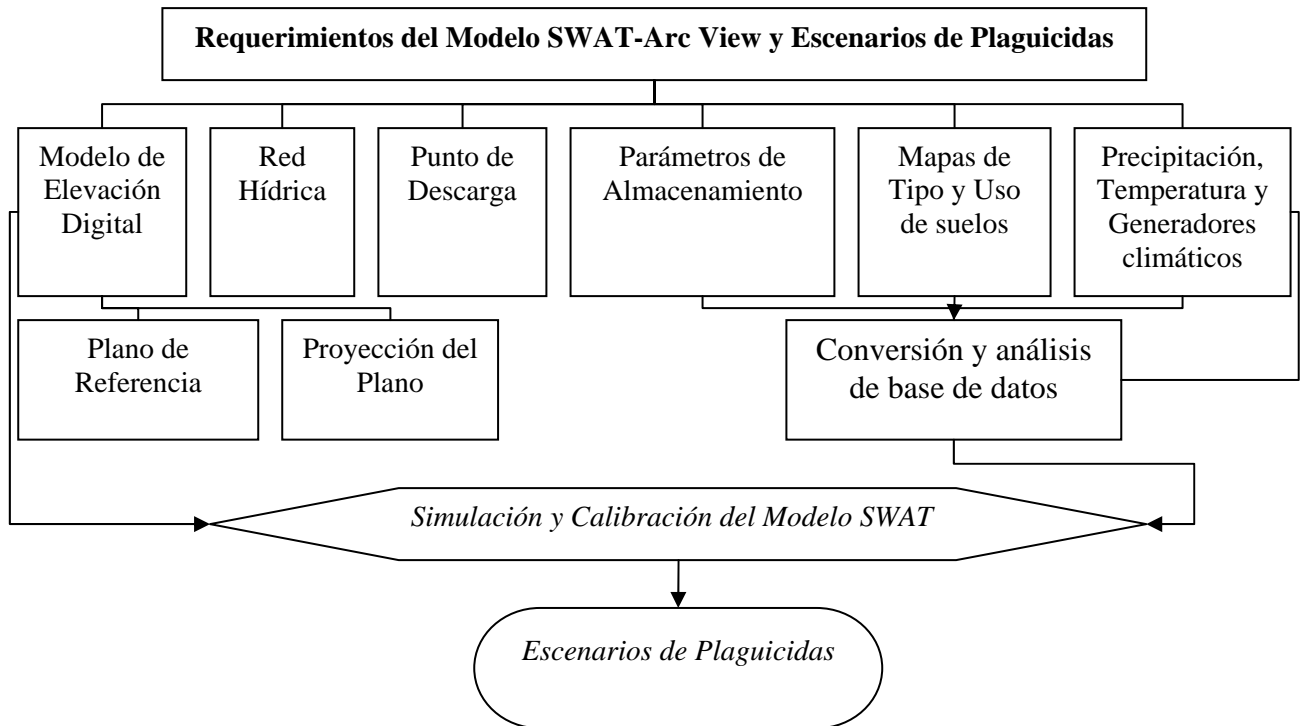 Requerimientos del Modelo SWAT-Arc View y Escenarios de Plaguicidas
Modelo de
Elevación
Digital
Red
Hídrica
Punto de
Descarga
Parámetros de
Almacenamiento
Mapas de
Tipo y Uso
de suelos
Precipitación,
Temperatura y
Generadores
climáticos
Plano de
Referencia
Proyección del
Plano
Conversión y análisis
de base de datos
Simulación y Calibración del Modelo SWAT
Escenarios de Plaguicidas